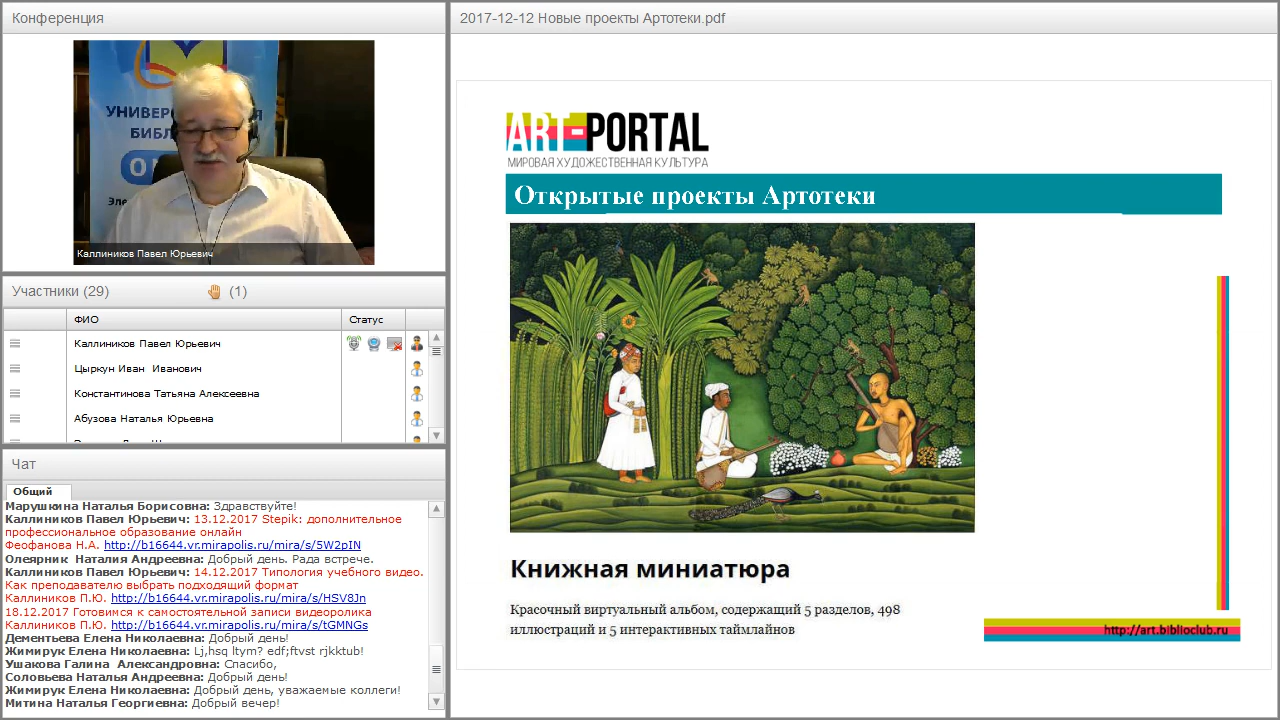 Конференция
УНИВЕР
БИБЛ
Каллиников Павел Юрьевич
Участники (29)
(1)
ФИО
Статус
Каллиников Павел Юрьевич
Цыркун Иван Иванович
Константинова Татьяна Алексеевна
Абузова Наталья Юрьевна
Чат
Общий
Марушкина Наталья Борисовна: Здравствуйте!
Каллиников Павел Юрьевич: 13.12.2017 Stepik: дополнительное
профессиональное образование онлайн
Феофанова Н.А. http://b16644.vr.mirapolis.ru/mira/s/5W2pIN
Олеярник Наталия Андреевна: Добрый день. Рада встрече.
Каллиников Павел Юрьевич: 14.12.2017 Типология учебного видео.
Как преподавателю выбрать подходящий формат
Каллиников П.Ю. http://b16644.vr.mirapolis.ru/mira/s/HSV8Jn
18.12.2017 Готовимся к самостоятельной записи видеоролика
Каллиников П.Ю. http://b16644.vr.mirapolis.ru/mira/s/tGMNGs
Дементьева Елена Николаевна: Добрый день!
Жимирук Елена Николаевна: Lj,hsq ltym? edf;ftvst rjkktub!
Ушакова Галина Александровна: Спасибо,
Соловьева Наталья Андреевна: Добрый день!
Жимирук Елена Николаевна: Добрый день, уважаемые коллеги!
Митина Наталья Георгиевна: Добрый вечер!
2017-12-12 Новые проекты Артотеки.pdf
ART-PORTAL
МИРОВАЯ ХУДОЖЕСТВЕННАЯ КУЛЬТУРА
Открытые проекты Артотеки
Книжная миниатюра
Красочный виртуальный альбом, содержащий 5 разделов, 498
иллюстраций и 5 интерактивных таймлайнов
http://art.biblioclub.ru